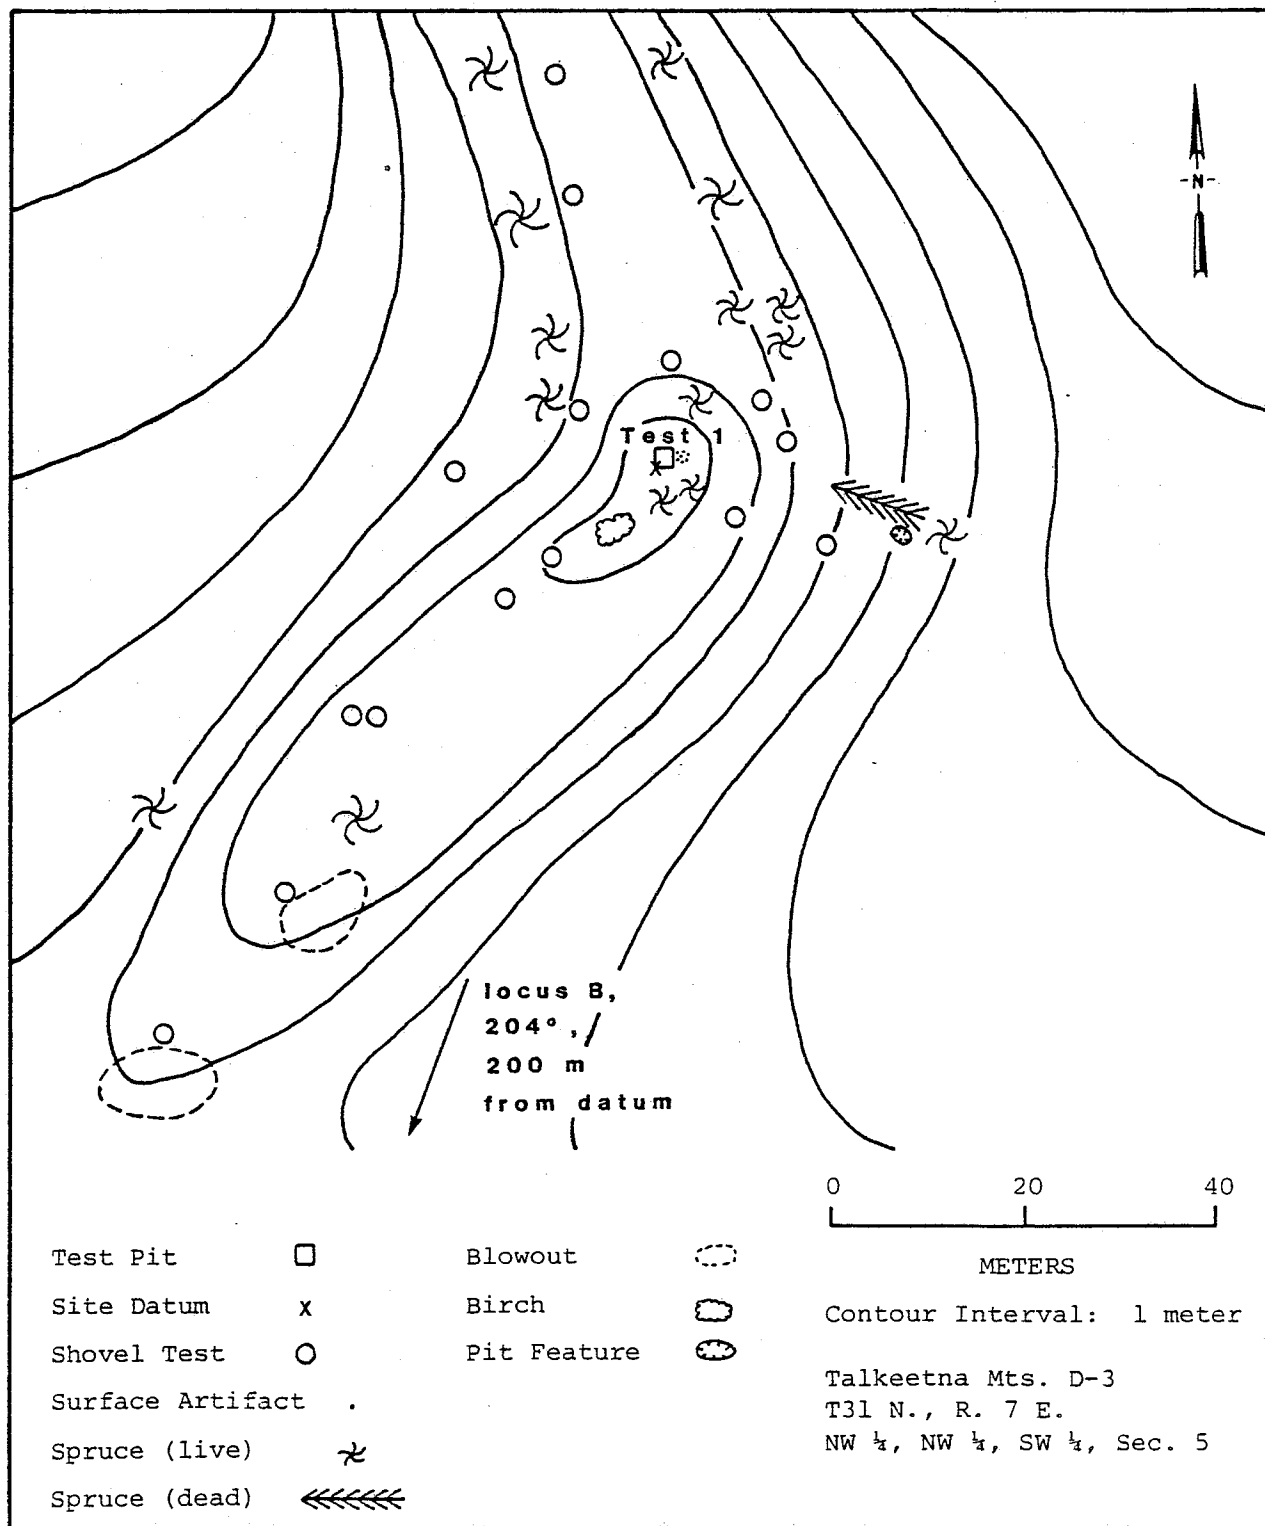 -N-
Test 1
x
locus B,
204°,
200 m
from datum
0 20 40
METERS
Contour Interval: 1 meter
Talkeetna Mts. D-3
T31 N., R. 7 E.
NW ¼, NW ¼, SW ¼, Sec. 5
Test Pit
Site Datum x
Shovel Test
Surface Artifact .
Spruce (live)
Spruce (dead)
Blowout
Birch
Pit Feature